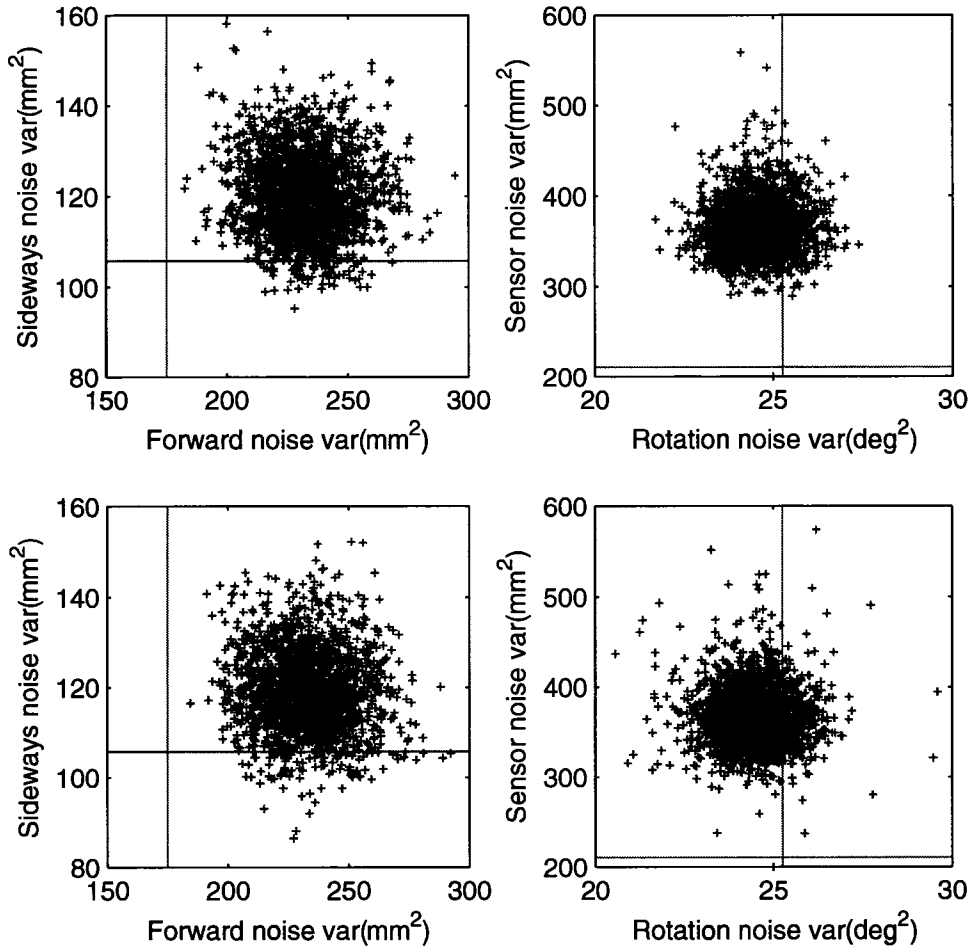 160
140
120
100
80
Sideways noise var(mm²)
150 200 250 300
Forward noise var(mm²)
600
500
400
300
200
Sensor noise var(mm²)
20 25 30
Rotation noise var(deg²)
160
140
120
100
80
Sideways noise var(mm²)
150 200 250 300
Forward noise var(mm²)
600
500
400
300
200
Sensor noise var(mm²)
20 25 30
Rotation noise var(deg²)